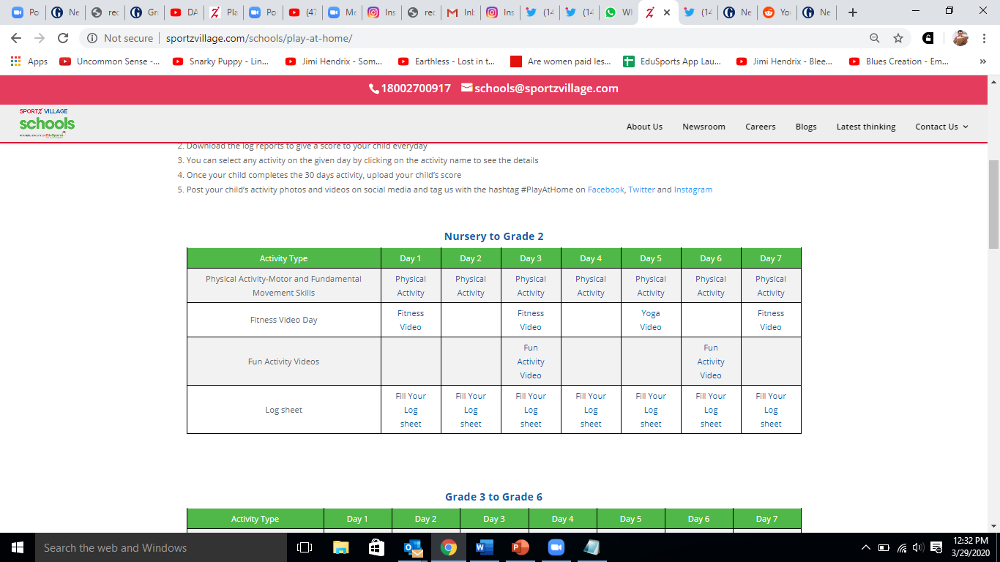 Po
Ne
rec
Gr
DA
Pla
Po
(47
Me
Ins
rec
Inb
Ins
(14
(14
Wh
(14
Ne
You
Ne
Not secure
sportzvillage.com/schools/play-at-home/
Apps
Uncommon Sense -...
Snarky Puppy - Lin...
Jimi Hendrix - Som...
Earthless - Lost in t...
Are women paid les...
EduSports App Lau...
Jimi Hendrix - Blee...
Blues Creation - Em...
18002700917 schools@sportzvillage.com
SPORTZ VILLAGE
schools
About Us Newsroom Careers Blogs Latest thinking Contact Us
2. Download the log reports to give a score to your child everyday
3. You can select any activity on the given day by clicking on the activity name to see the details
4. Once your child completes the 30 days activity, upload your child's score
5. Post your child's activity photos and videos on social media and tag us with the hashtag #PlayAtHome on Facebook, Twitter and Instagram
Nursery to Grade 2
Activity Type Day 1 Day 2 Day 3 Day 4 Day 5 Day 6 Day 7
Physical Activity-Motor and Fundamental Physical Physical Physical Physical Physical Physical Physical
Movement Skills Activity Activity Activity Activity Activity Activity Activity
Fitness Video Day
Fitness Fitness Yoga Fitness
Video Video Video Video
Fun Activity Videos
Fun Fun
Activity Activity
Video Video
Log sheet
Fill Your Fill Your Fill Your Fill Your Fill Your Fill Your Fill Your
Log Log Log Log Log Log Log
sheet sheet sheet sheet sheet sheet sheet
Grade 3 to Grade 6
Activity Type Day 1 Day 2 Day 3 Day 4 Day 5 Day 6 Day 7
Search the web and Windows
12:32 PM
3/29/2020